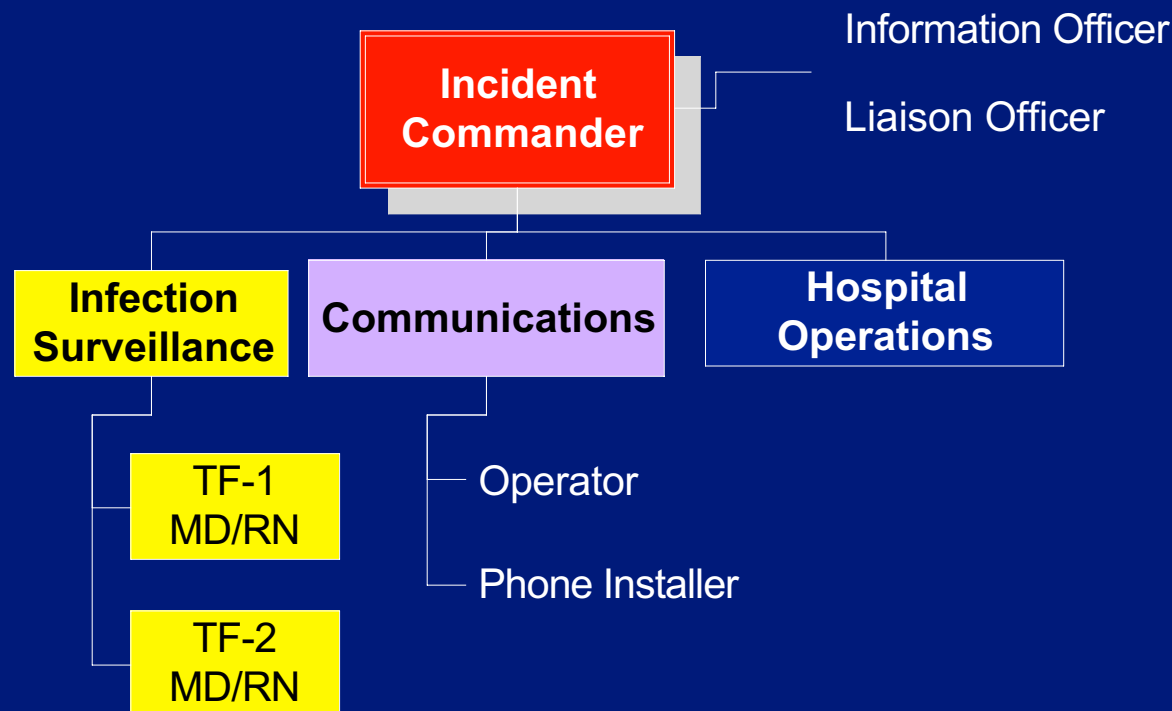 Information Officer
Incident
Commander
Liaison Officer
Infection
Surveillance
Communications
Hospital
Operations
TF-1
MD/RN
Operator
Phone Installer
TF-2
MD/RN